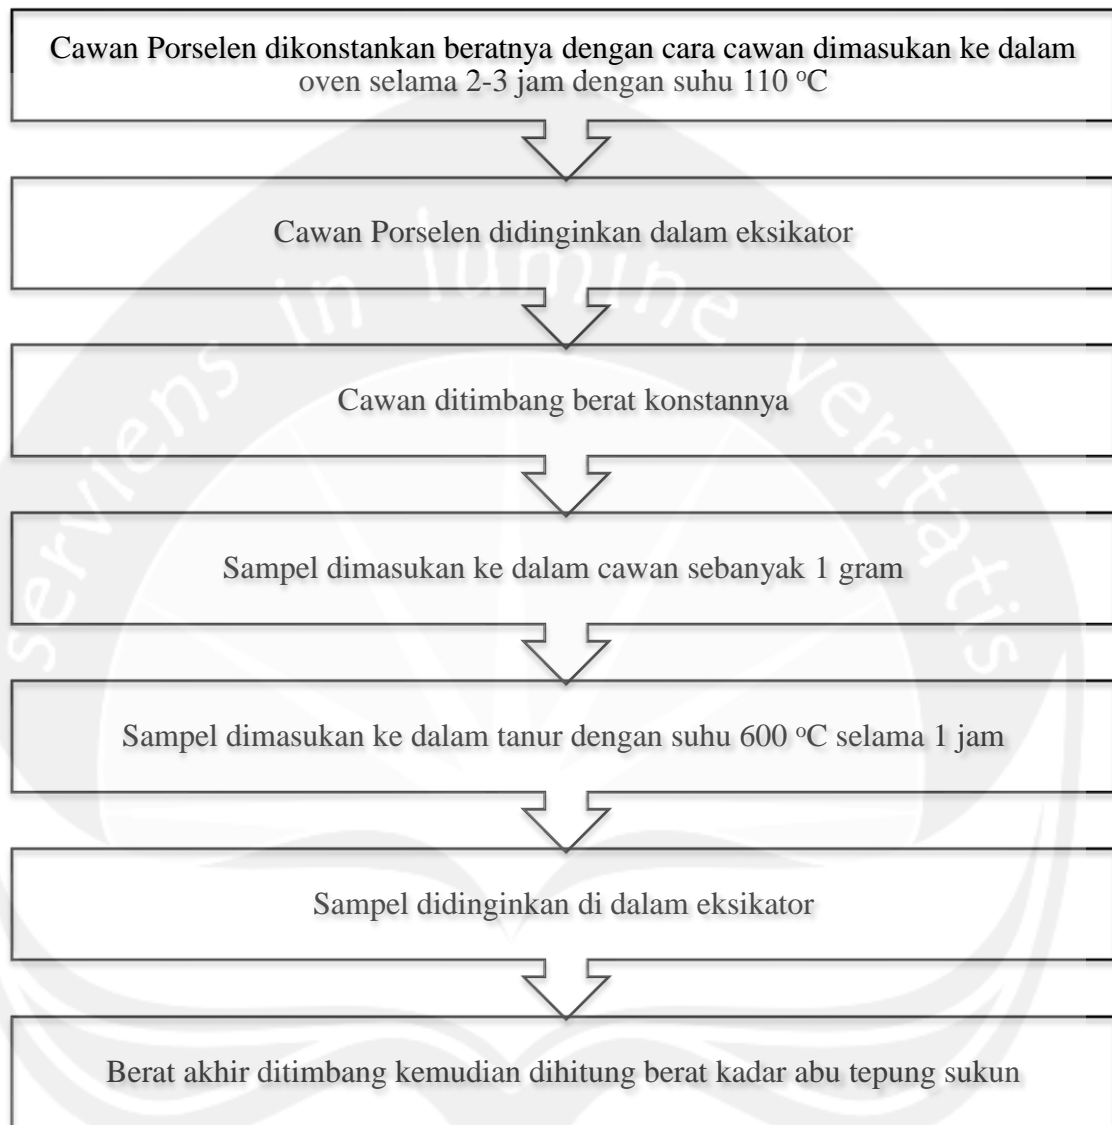 Cawan Porselen dikonstankan beratnya dengan cara cawan dimasukan ke dalam
oven selama 2-3 jam dengan suhu 110 °C
Cawan Porselen didinginkan dalam eksikator
Cawan ditimbang berat konstannya
Sampel dimasukan ke dalam cawan sebanyak 1 gram
Sampel dimasukan ke dalam tanur dengan suhu 600 °C selama 1 jam
Sampel didinginkan di dalam eksikator
Berat akhir ditimbang kemudian dihitung berat kadar abu tepung sukun
serviens in lumine veritatis